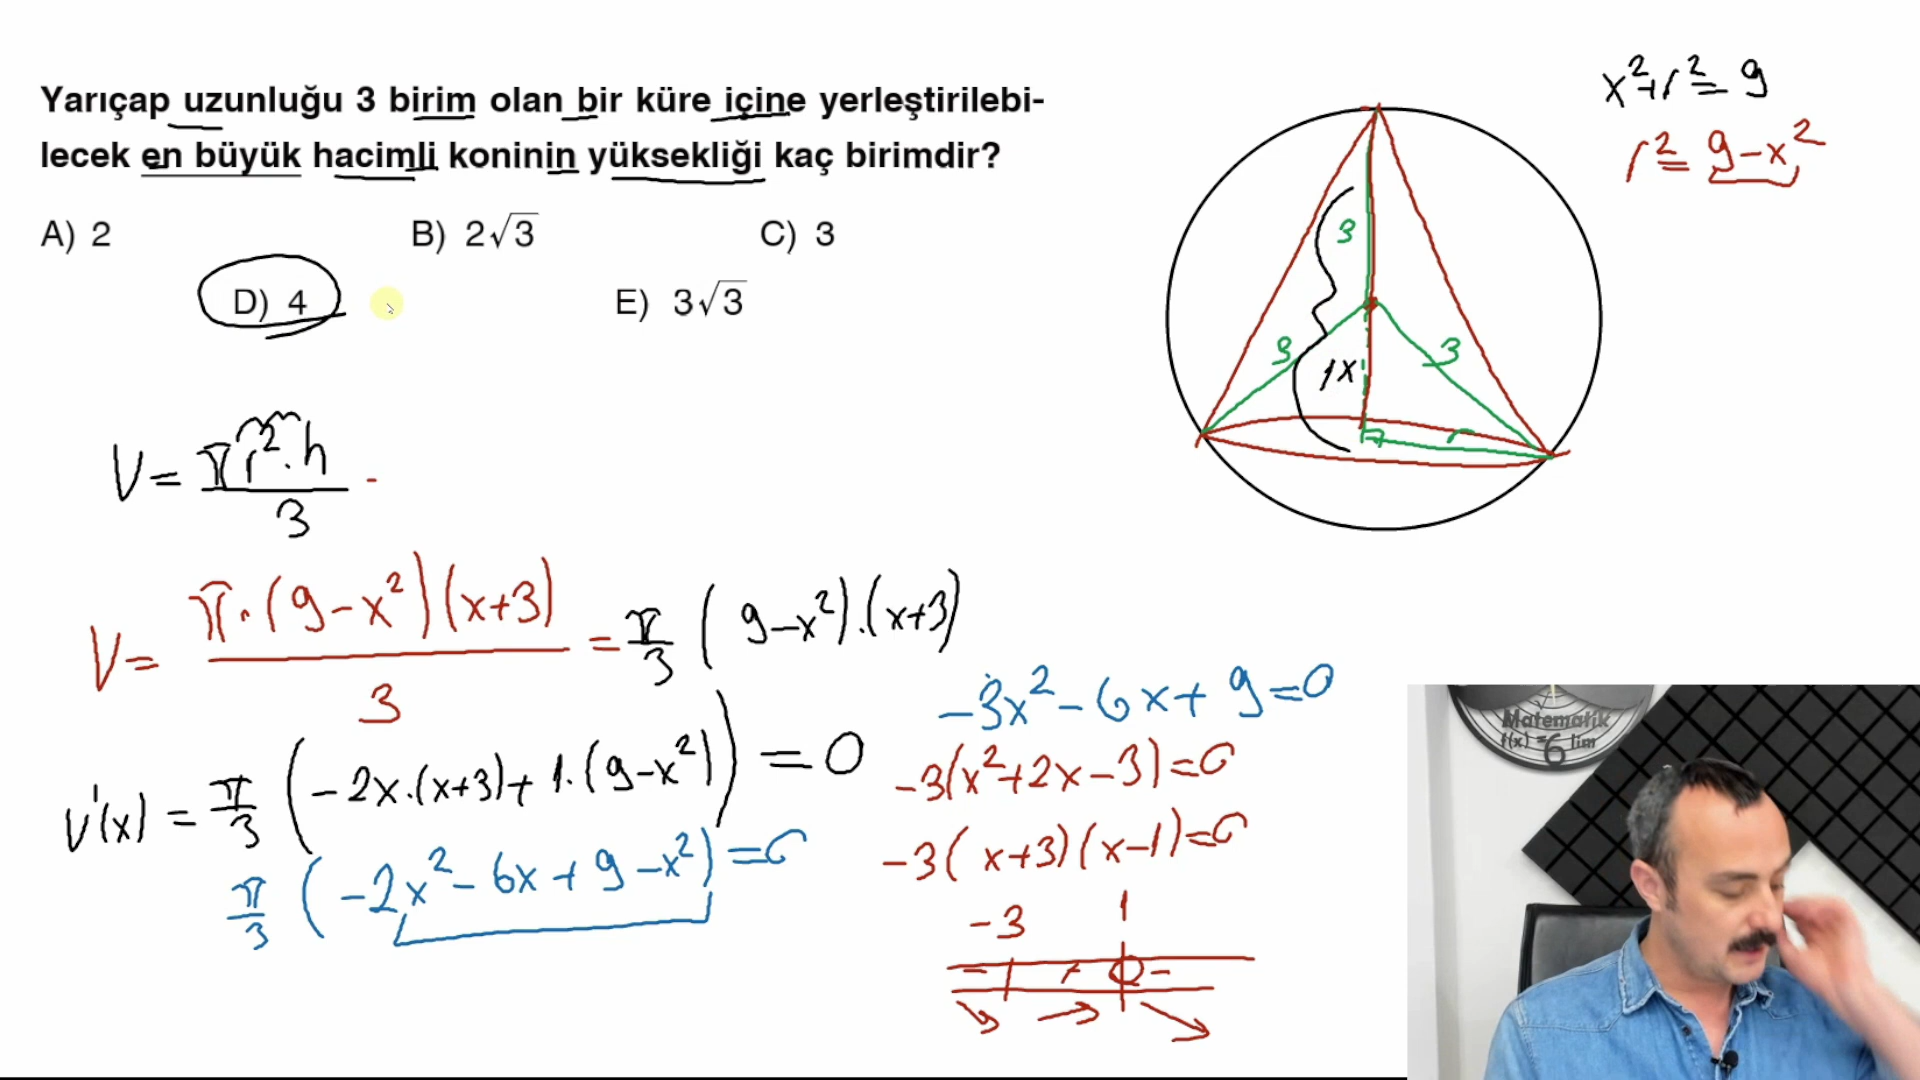 Yarıçap uzunluğu 3 birim olan bir küre içine yerleştirilebi-
lecek en büyük hacimli koninin yüksekliği kaç birimdir?
A) 2 B) 2√3 C) 3
D) 4 E) 3√3
x²+r²=9
r²=9-x²
3
3 3
1x
r
V = πr².h / 3
V = π.(9-x²)(x+3) / 3 = π/3 (9-x²).(x+3)
V'(x) = π/3 (-2x.(x+3)+1.(9-x²)) = 0
π/3 (-2x²-6x+9-x²)=0
-3x²-6x+9=0
-3(x²+2x-3)=0
-3(x+3)(x-1)=0
-3 1
- + -
Matematik
f(x) = 6 lim